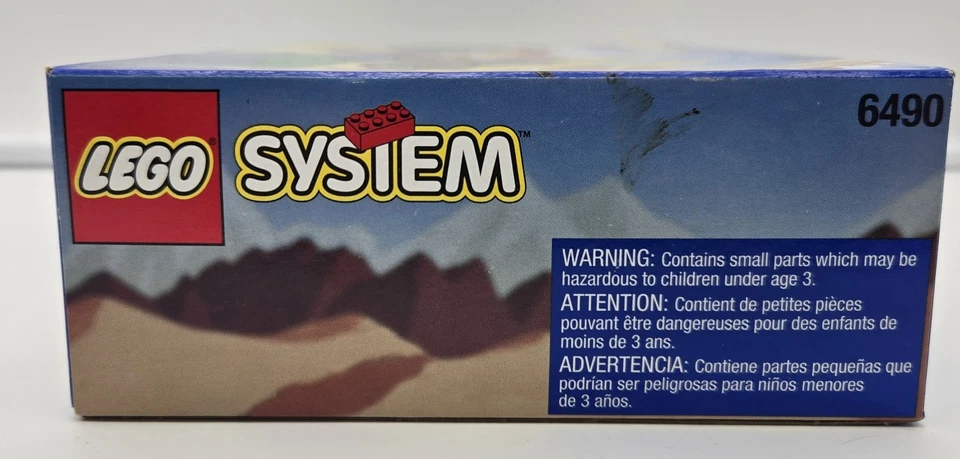 LEGO®
SYSTEM™
6490
WARNING: Contains small parts which may be
hazardous to children under age 3.
ATTENTION: Contient de petites pièces
pouvant être dangereuses pour des enfants de
moins de 3 ans.
ADVERTENCIA: Contiene partes pequeñas que
podrían ser peligrosas para niños menores
de 3 años.